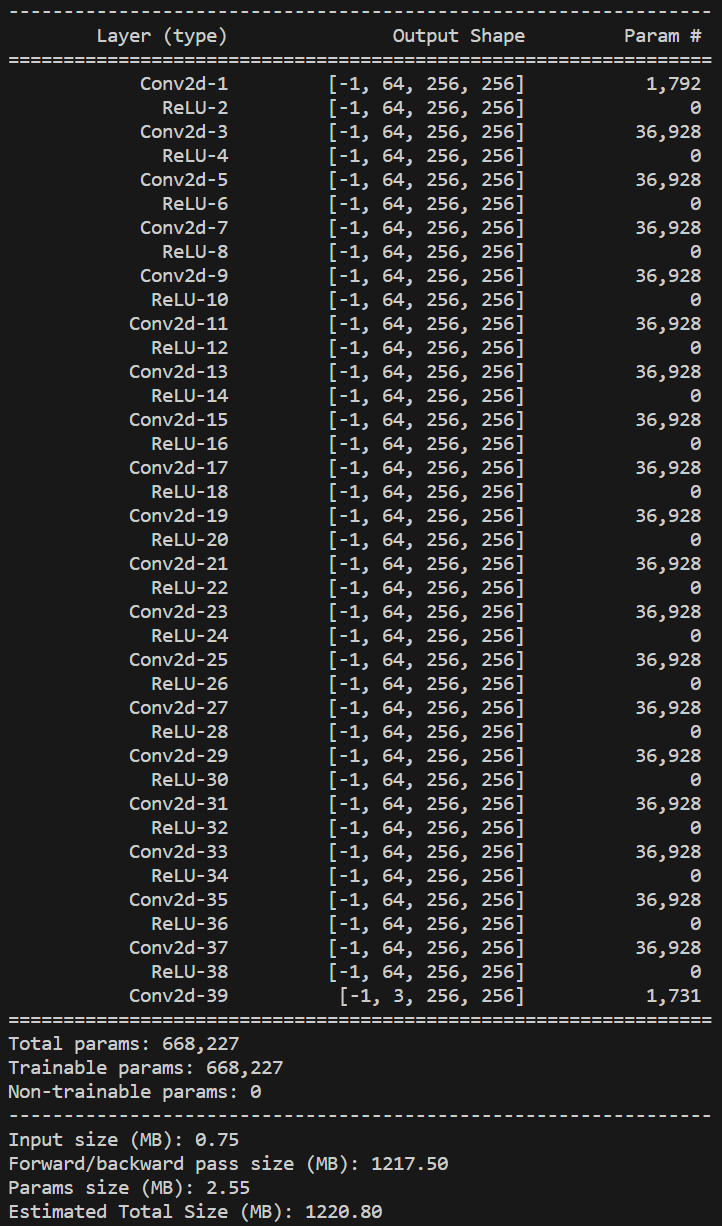 ----------------------------------------------------------------
        Layer (type)               Output Shape         Param #
================================================================
            Conv2d-1         [-1, 64, 256, 256]           1,792
              ReLU-2         [-1, 64, 256, 256]               0
            Conv2d-3         [-1, 64, 256, 256]          36,928
              ReLU-4         [-1, 64, 256, 256]               0
            Conv2d-5         [-1, 64, 256, 256]          36,928
              ReLU-6         [-1, 64, 256, 256]               0
            Conv2d-7         [-1, 64, 256, 256]          36,928
              ReLU-8         [-1, 64, 256, 256]               0
            Conv2d-9         [-1, 64, 256, 256]          36,928
             ReLU-10         [-1, 64, 256, 256]               0
           Conv2d-11         [-1, 64, 256, 256]          36,928
             ReLU-12         [-1, 64, 256, 256]               0
           Conv2d-13         [-1, 64, 256, 256]          36,928
             ReLU-14         [-1, 64, 256, 256]               0
           Conv2d-15         [-1, 64, 256, 256]          36,928
             ReLU-16         [-1, 64, 256, 256]               0
           Conv2d-17         [-1, 64, 256, 256]          36,928
             ReLU-18         [-1, 64, 256, 256]               0
           Conv2d-19         [-1, 64, 256, 256]          36,928
             ReLU-20         [-1, 64, 256, 256]               0
           Conv2d-21         [-1, 64, 256, 256]          36,928
             ReLU-22         [-1, 64, 256, 256]               0
           Conv2d-23         [-1, 64, 256, 256]          36,928
             ReLU-24         [-1, 64, 256, 256]               0
           Conv2d-25         [-1, 64, 256, 256]          36,928
             ReLU-26         [-1, 64, 256, 256]               0
           Conv2d-27         [-1, 64, 256, 256]          36,928
             ReLU-28         [-1, 64, 256, 256]               0
           Conv2d-29         [-1, 64, 256, 256]          36,928
             ReLU-30         [-1, 64, 256, 256]               0
           Conv2d-31         [-1, 64, 256, 256]          36,928
             ReLU-32         [-1, 64, 256, 256]               0
           Conv2d-33         [-1, 64, 256, 256]          36,928
             ReLU-34         [-1, 64, 256, 256]               0
           Conv2d-35         [-1, 64, 256, 256]          36,928
             ReLU-36         [-1, 64, 256, 256]               0
           Conv2d-37         [-1, 64, 256, 256]          36,928
             ReLU-38         [-1, 64, 256, 256]               0
           Conv2d-39          [-1, 3, 256, 256]           1,731
================================================================
Total params: 668,227
Trainable params: 668,227
Non-trainable params: 0
----------------------------------------------------------------
Input size (MB): 0.75
Forward/backward pass size (MB): 1217.50
Params size (MB): 2.55
Estimated Total Size (MB): 1220.80